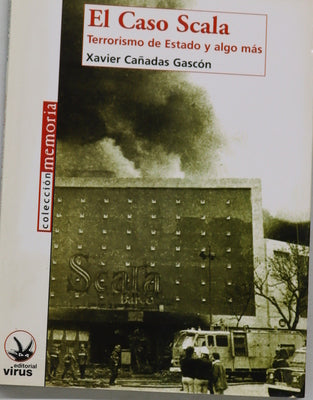 El Caso Scala
Terrorismo de Estado y algo más
Xavier Cañadas Gascón
colección memoria
Scala
editorial
virus